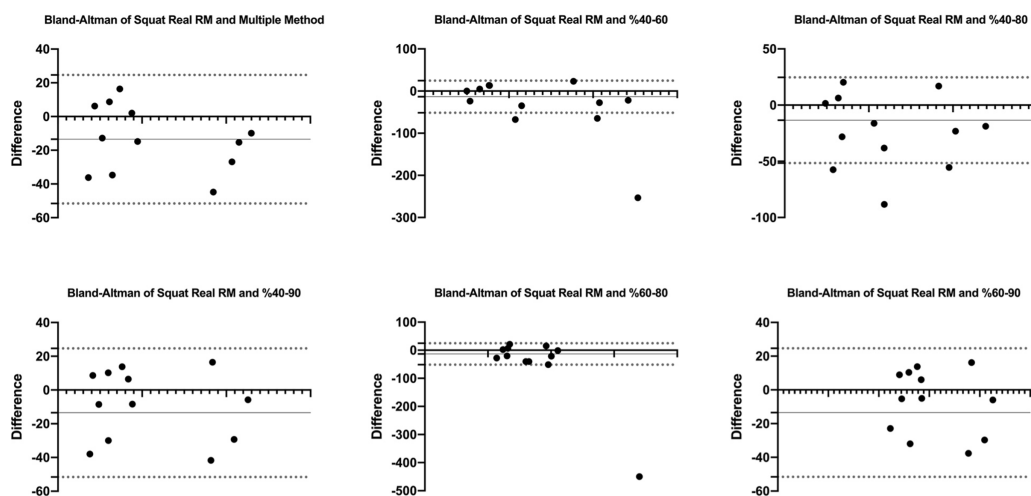 Bland-Altman of Squat Real RM and Multiple Method
40
20
0
-20
-40
-60
Difference
Bland-Altman of Squat Real RM and %40-60
100
0
-100
-200
-300
Difference
Bland-Altman of Squat Real RM and %40-80
50
0
-50
-100
Difference
Bland-Altman of Squat Real RM and %40-90
40
20
0
-20
-40
-60
Difference
Bland-Altman of Squat Real RM and %60-80
100
0
-100
-200
-300
-400
-500
Difference
Bland-Altman of Squat Real RM and %60-90
40
20
0
-20
-40
-60
Difference